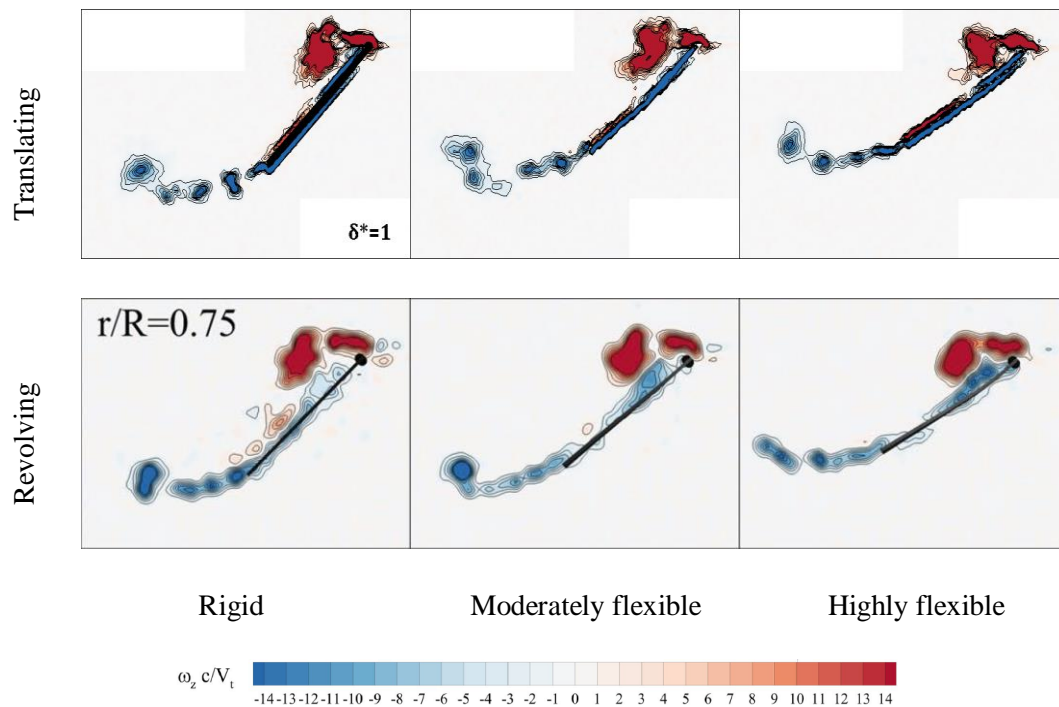 Translating
δ*=1
Revolving
r/R=0.75
Rigid Moderately flexible Highly flexible
ω_z c/V_t
-14 -13 -12 -11 -10 -9 -8 -7 -6 -5 -4 -3 -2 -1 0 1 2 3 4 5 6 7 8 9 10 11 12 13 14